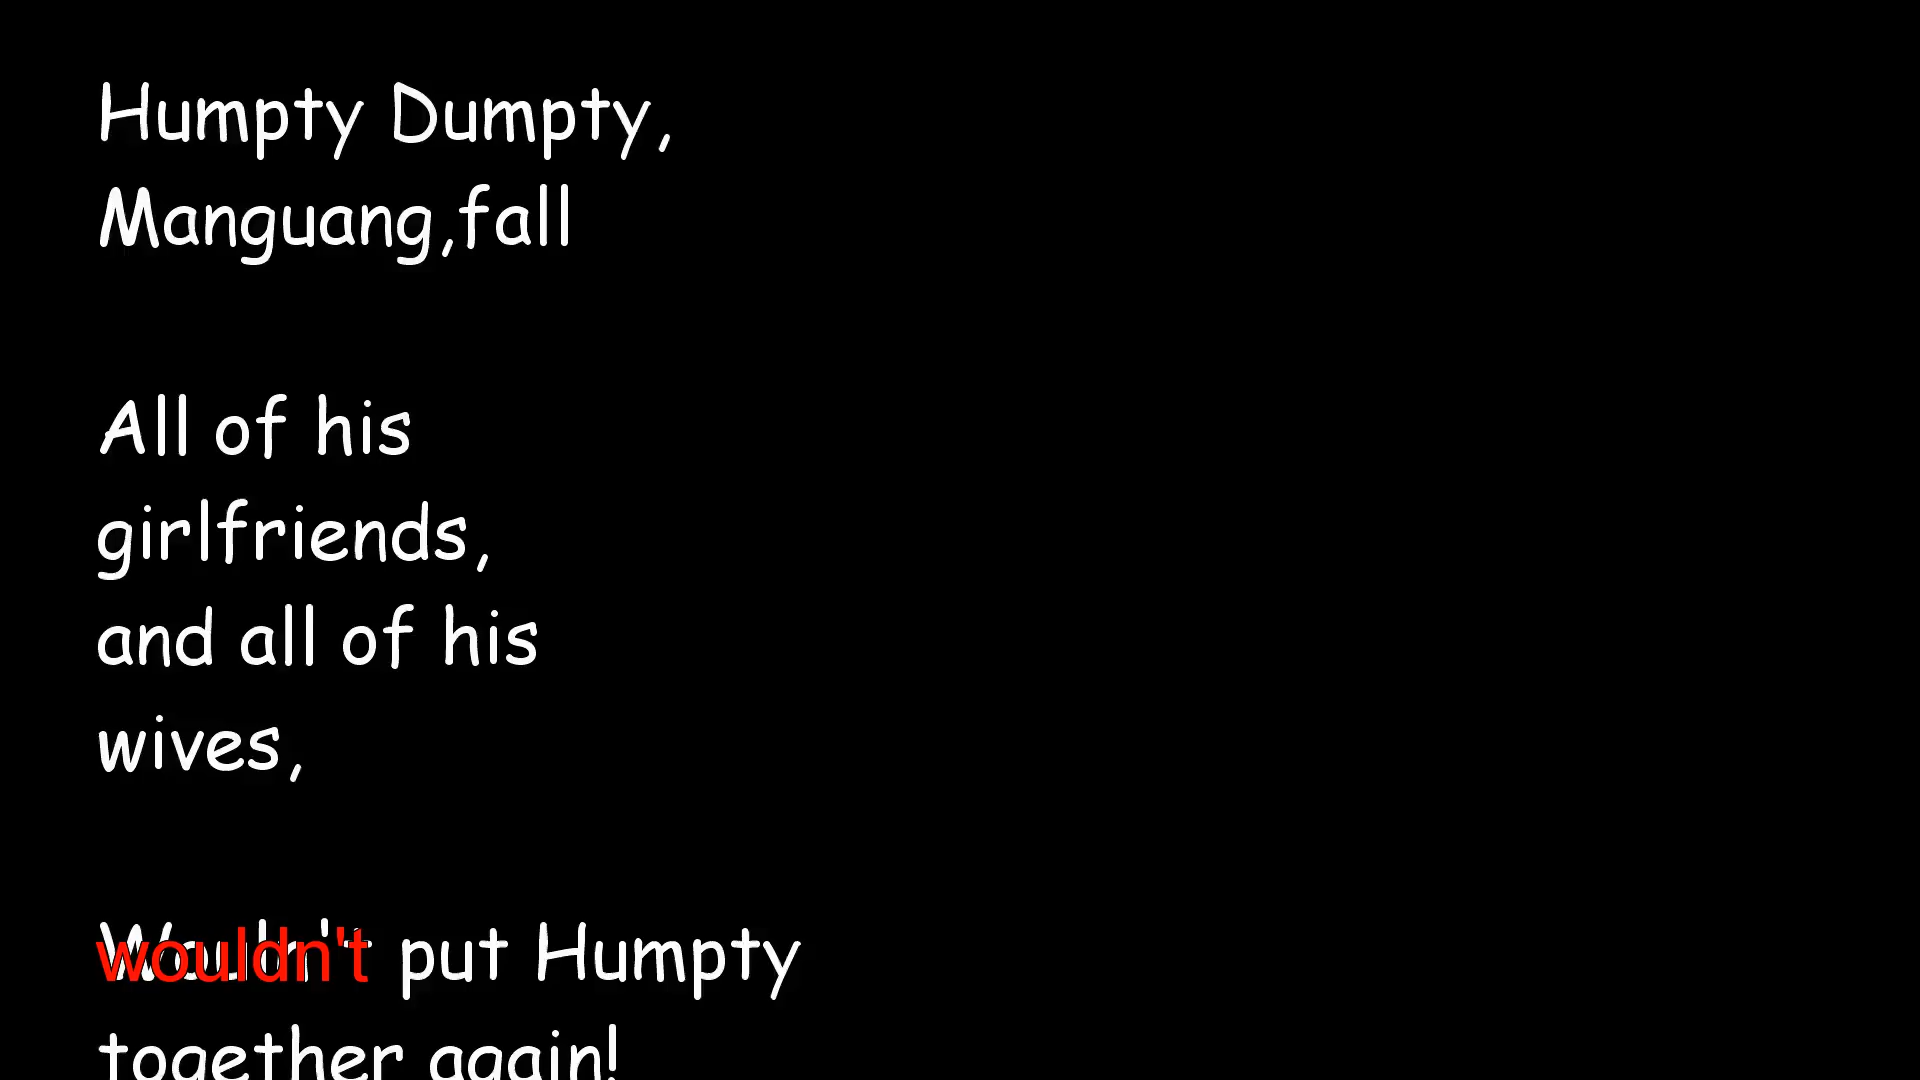 Humpty Dumpty,
Manguang,fall
All of his
girlfriends,
and all of his
wives,
wouldn't put Humpty
together again!